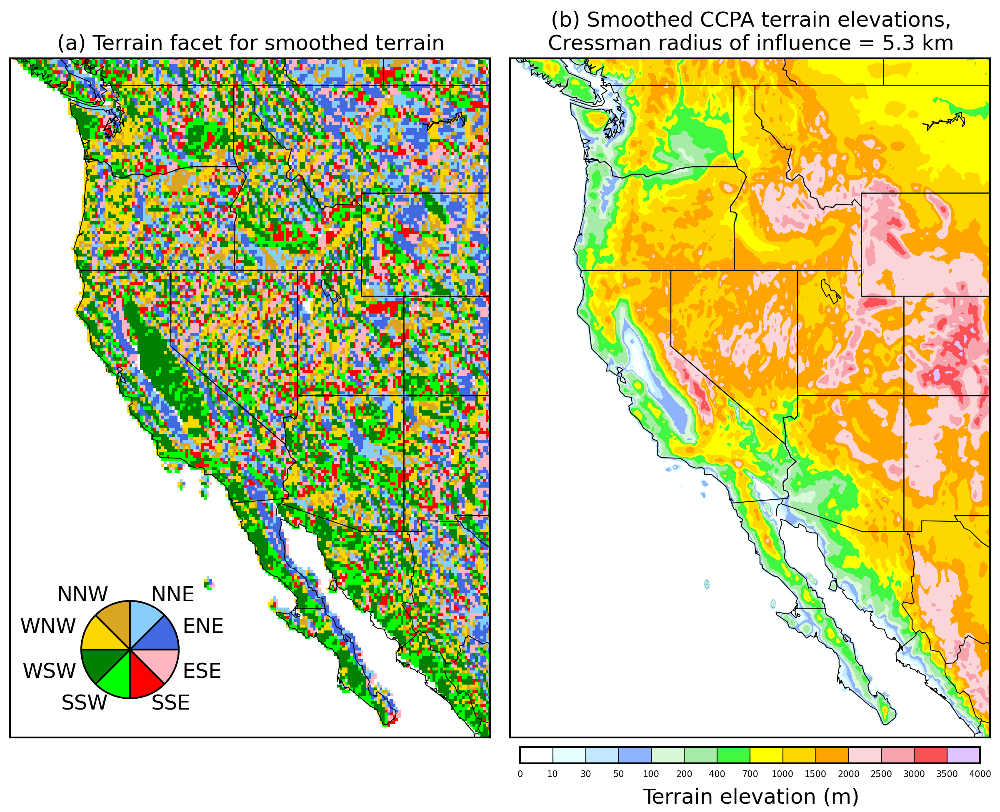 (a) Terrain facet for smoothed terrain
(b) Smoothed CCPA terrain elevations,
Cressman radius of influence = 5.3 km
NNW NNE
WNW ENE
WSW ESE
SSW SSE
0 10 30 50 100 200 400 700 1000 1500 2000 2500 3000 3500 4000
Terrain elevation (m)